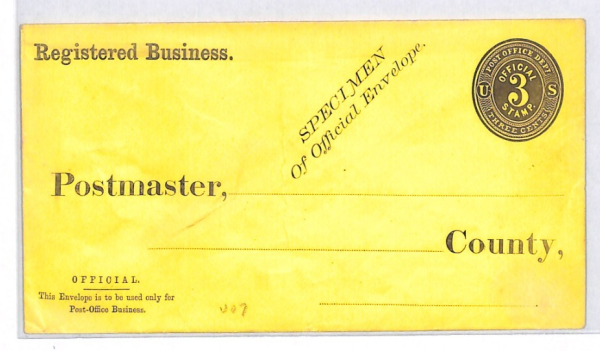 Registered Business.
SPECIMEN
Of Official Envelope.
POST OFFICE DEPT
OFFICIAL
U 3 S
STAMP.
THREE CENTS
Postmaster,
County,
OFFICIAL.
This Envelope is to be used only for
Post-Office Business.